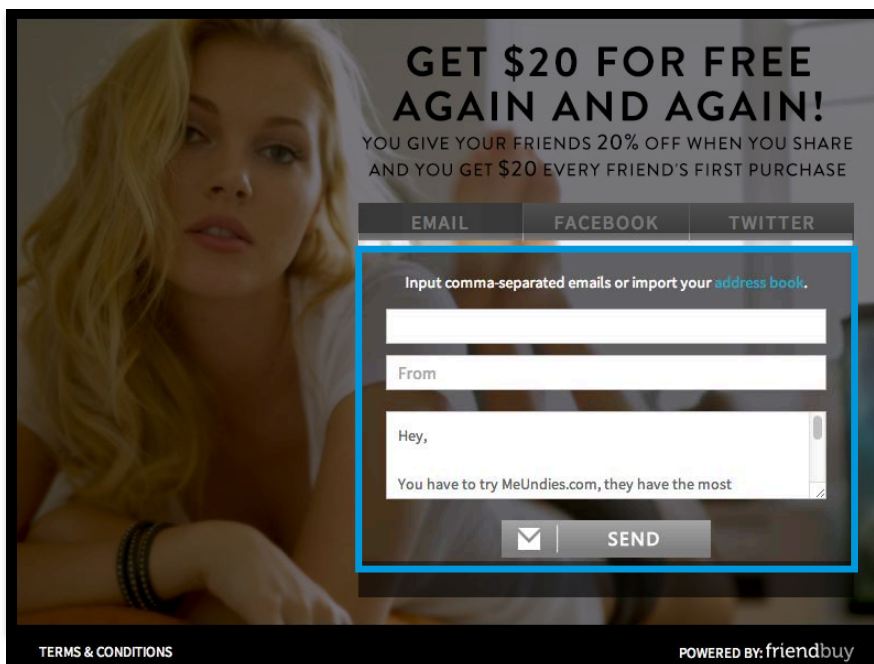 GET $20 FOR FREE
AGAIN AND AGAIN!
YOU GIVE YOUR FRIENDS 20% OFF WHEN YOU SHARE
AND YOU GET $20 EVERY FRIEND'S FIRST PURCHASE
EMAIL FACEBOOK TWITTER
Input comma-separated emails or import your address book.
From
Hey,
You have to try MeUndies.com, they have the most
SEND
TERMS & CONDITIONS POWERED BY: friendbuy